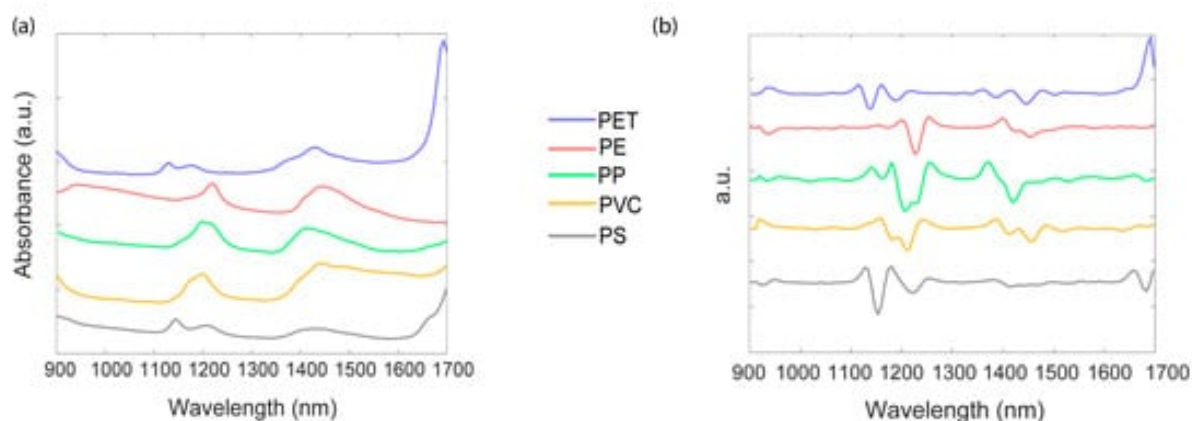 (a)
Absorbance (a.u.)
900 1000 1100 1200 1300 1400 1500 1600 1700
Wavelength (nm)
PET
PE
PP
PVC
PS
(b)
a.u.
900 1000 1100 1200 1300 1400 1500 1600 1700
Wavelength (nm)